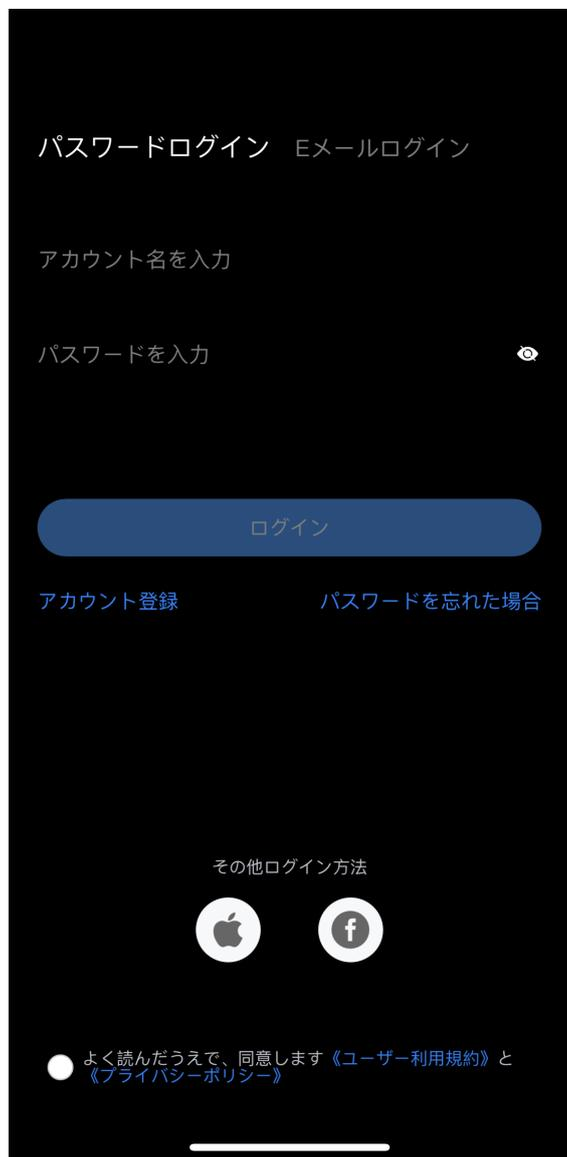 パスワードログイン Eメールログイン
アカウント名を入力
パスワードを入力
ログイン
アカウント登録 パスワードを忘れた場合
その他ログイン方法
よく読んだうえで、同意します《ユーザー利用規約》と
《プライバシーポリシー》